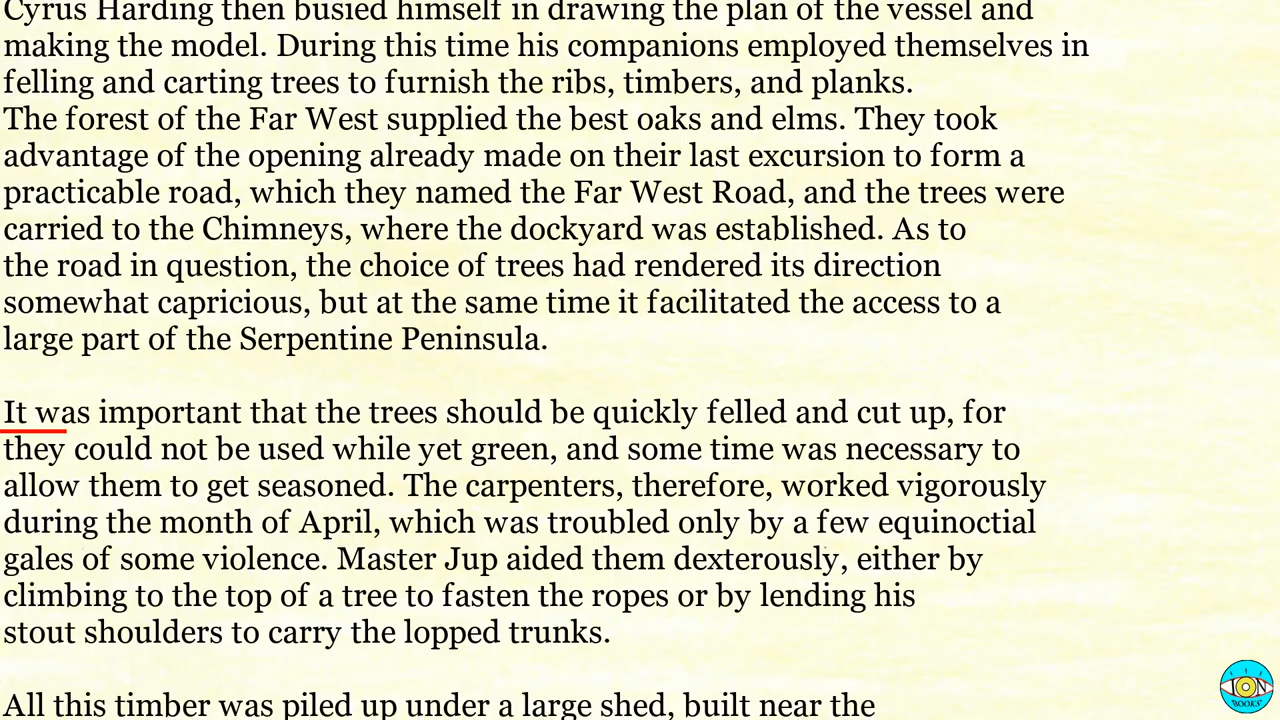 Cyrus Harding then busied himself in drawing the plan of the vessel and
making the model. During this time his companions employed themselves in
felling and carting trees to furnish the ribs, timbers, and planks.
The forest of the Far West supplied the best oaks and elms. They took
advantage of the opening already made on their last excursion to form a
practicable road, which they named the Far West Road, and the trees were
carried to the Chimneys, where the dockyard was established. As to
the road in question, the choice of trees had rendered its direction
somewhat capricious, but at the same time it facilitated the access to a
large part of the Serpentine Peninsula.
It was important that the trees should be quickly felled and cut up, for
they could not be used while yet green, and some time was necessary to
allow them to get seasoned. The carpenters, therefore, worked vigorously
during the month of April, which was troubled only by a few equinoctial
gales of some violence. Master Jup aided them dexterously, either by
climbing to the top of a tree to fasten the ropes or by lending his
stout shoulders to carry the lopped trunks.
All this timber was piled up under a large shed, built near the
ION
BOOKS